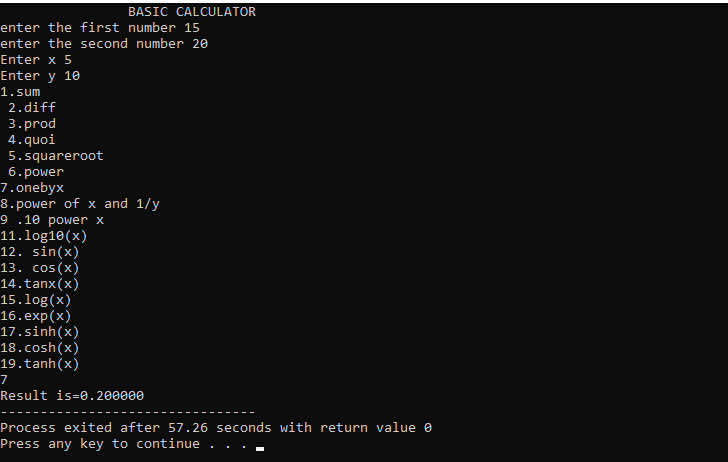 BASIC CALCULATOR
enter the first number 15
enter the second number 20
Enter x 5
Enter y 10
1.sum
2.diff
3.prod
4.quoi
5.squareroot
6.power
7.onebyx
8.power of x and 1/y
9 .10 power x
11.log10(x)
12. sin(x)
13. cos(x)
14.tanx(x)
15.log(x)
16.exp(x)
17.sinh(x)
18.cosh(x)
19.tanh(x)
7
Result is=0.200000
--------------------------------
Process exited after 57.26 seconds with return value 0
Press any key to continue . . .